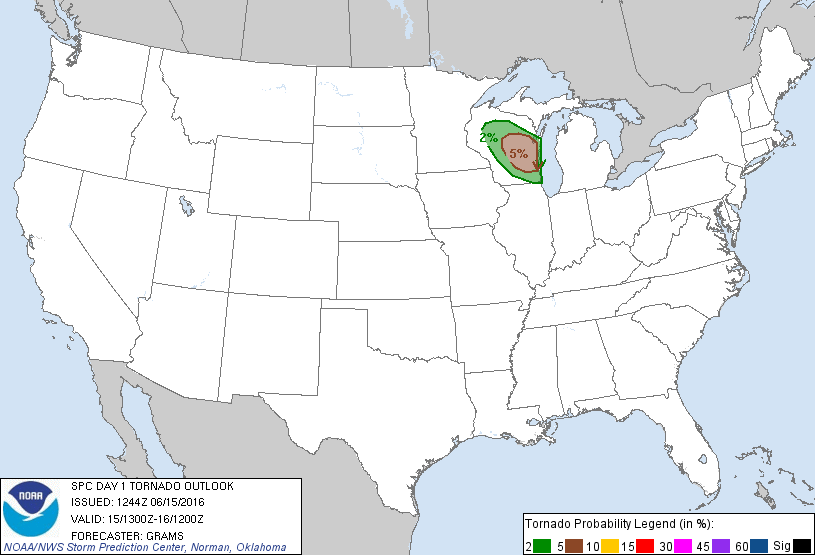 2%
5%
NOAA
SPC DAY 1 TORNADO OUTLOOK
ISSUED: 1244Z 06/15/2016
VALID: 15/1300Z-16/1200Z
FORECASTER: GRAMS
NOAA/NWS Storm Prediction Center, Norman, Oklahoma
Tornado Probability Legend (in %):
2 5 10 15 30 45 60 Sig